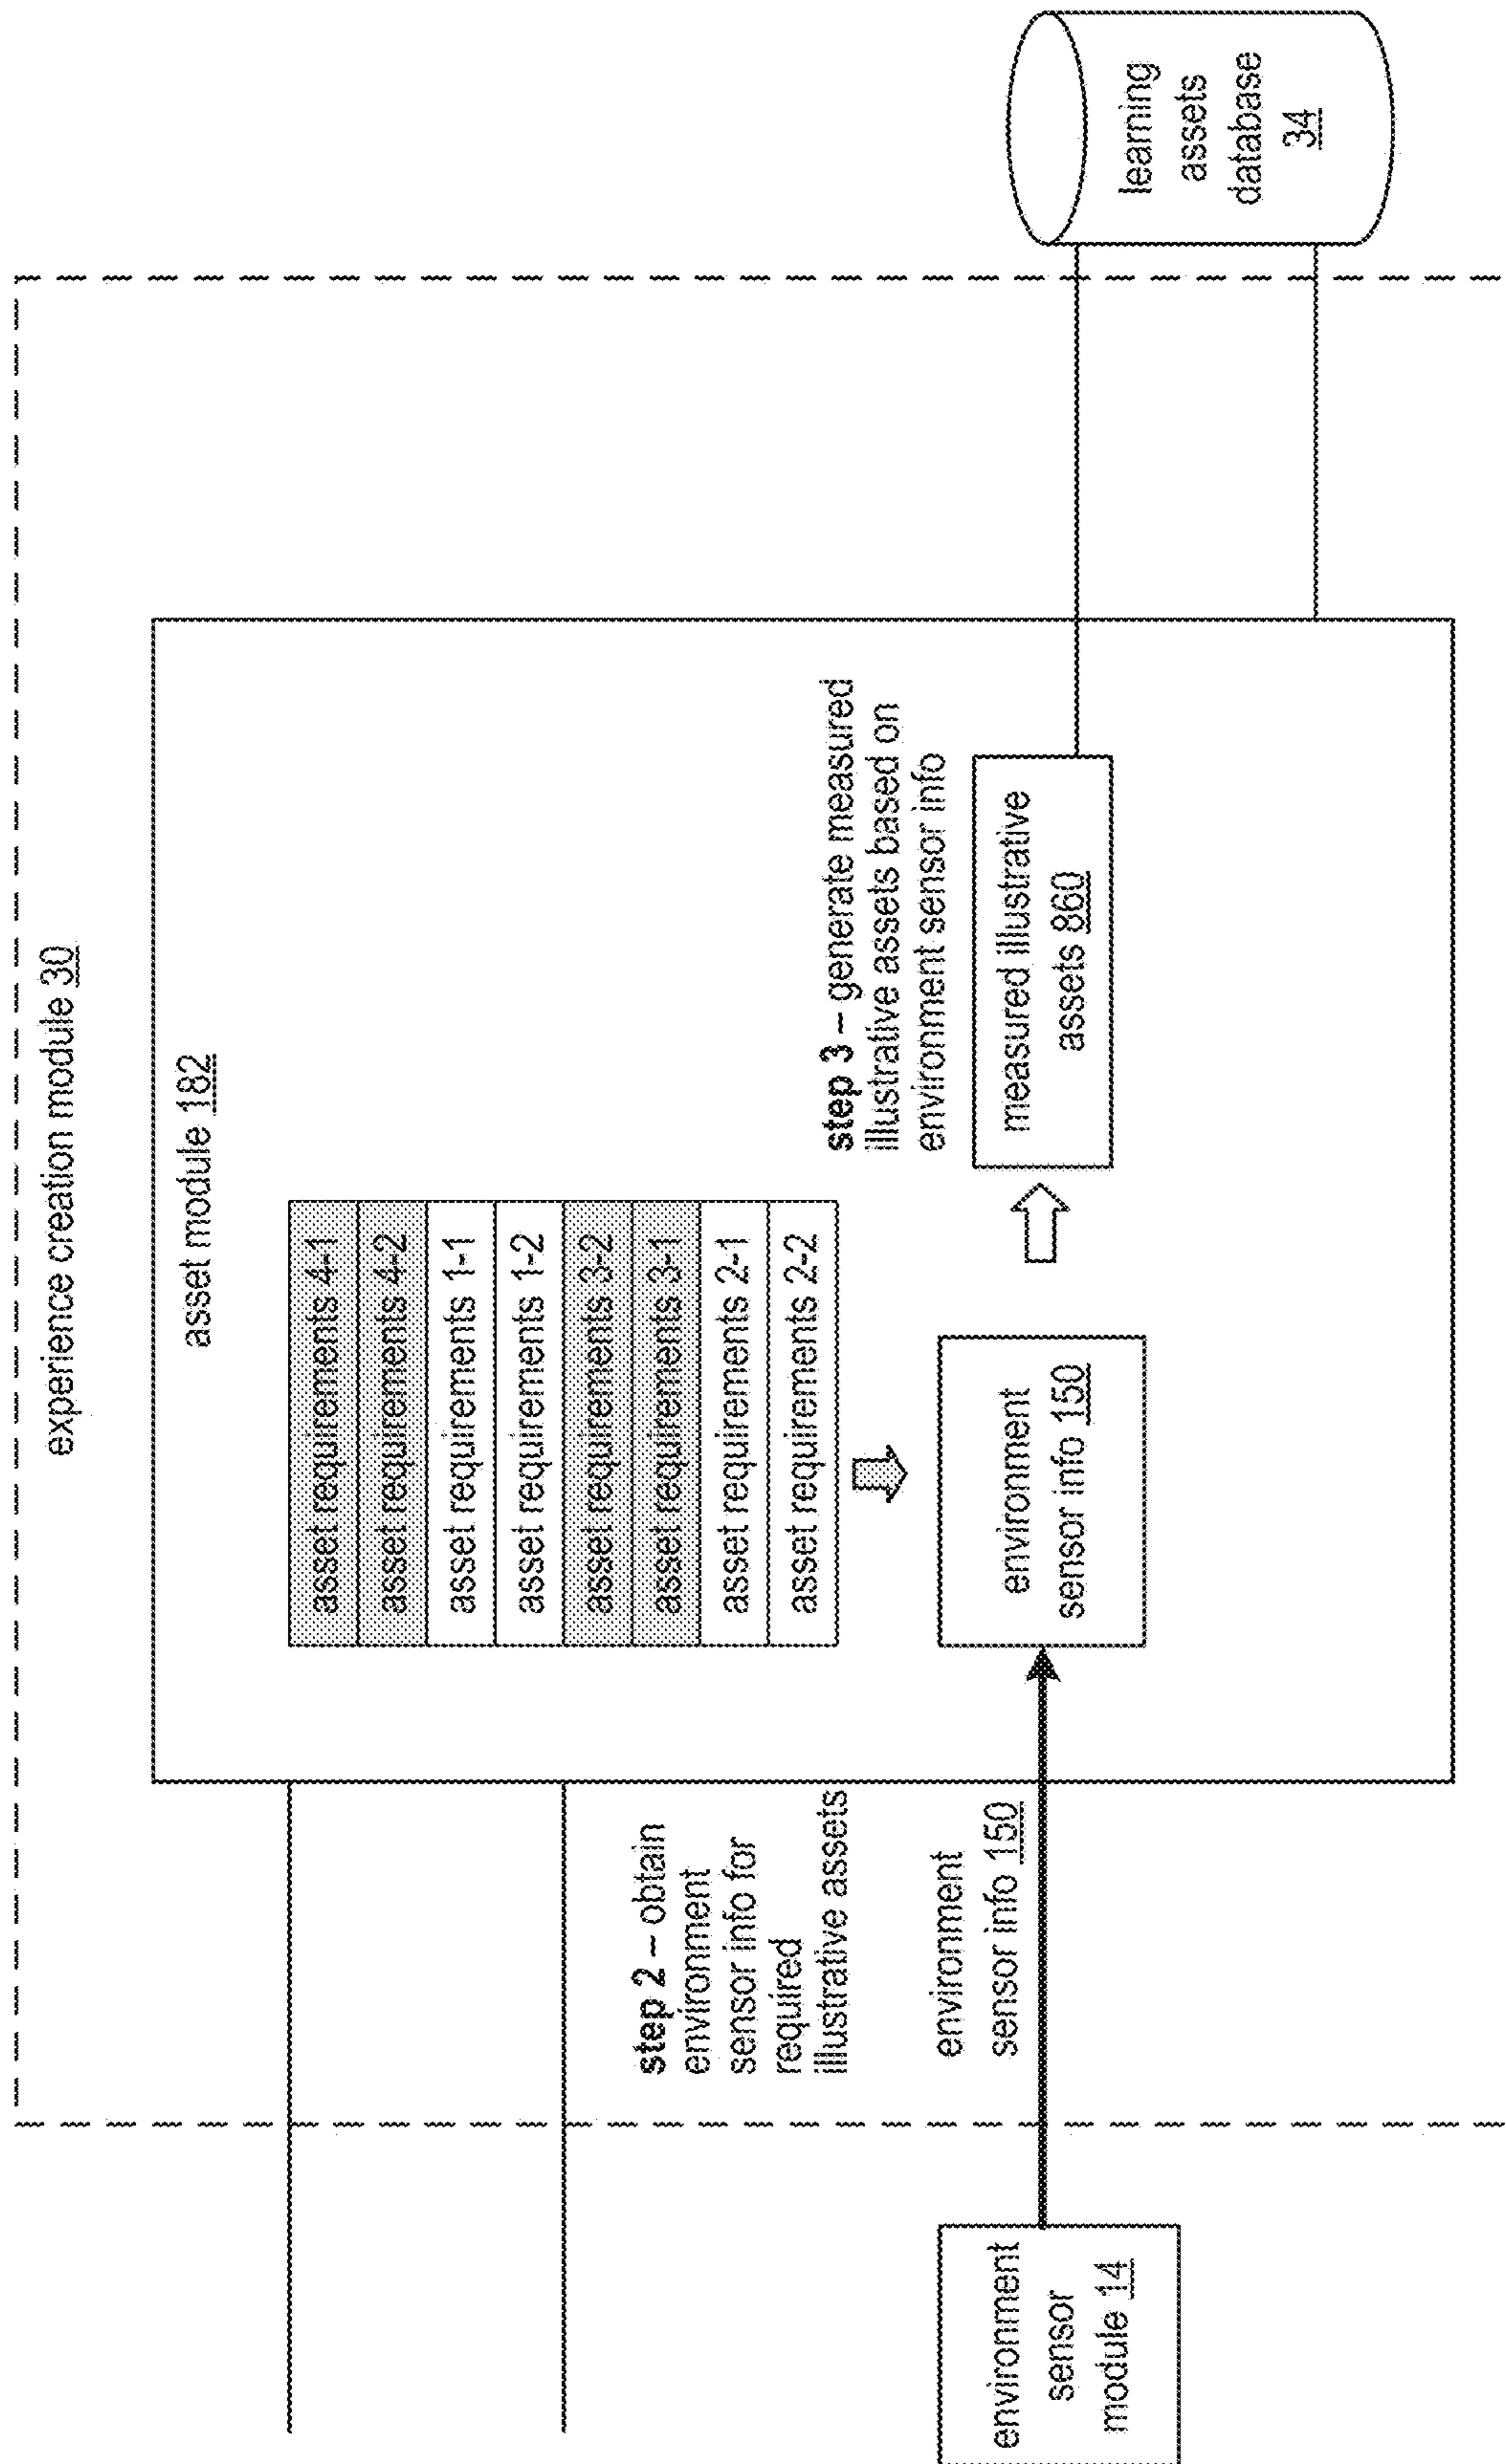 experience creation module 30
asset module 182
asset requirements 4-1
asset requirements 4-2
asset requirements 1-1
asset requirements 1-2
asset requirements 3-2
asset requirements 3-1
asset requirements 2-1
asset requirements 2-2
step 2 – obtain
environment
sensor info for
required
illustrative assets
environment
sensor info 150
environment
sensor
module 14
environment
sensor info 150
step 3 – generate measured
illustrative assets based on
environment sensor info
measured illustrative
assets 860
learning
assets
database
34